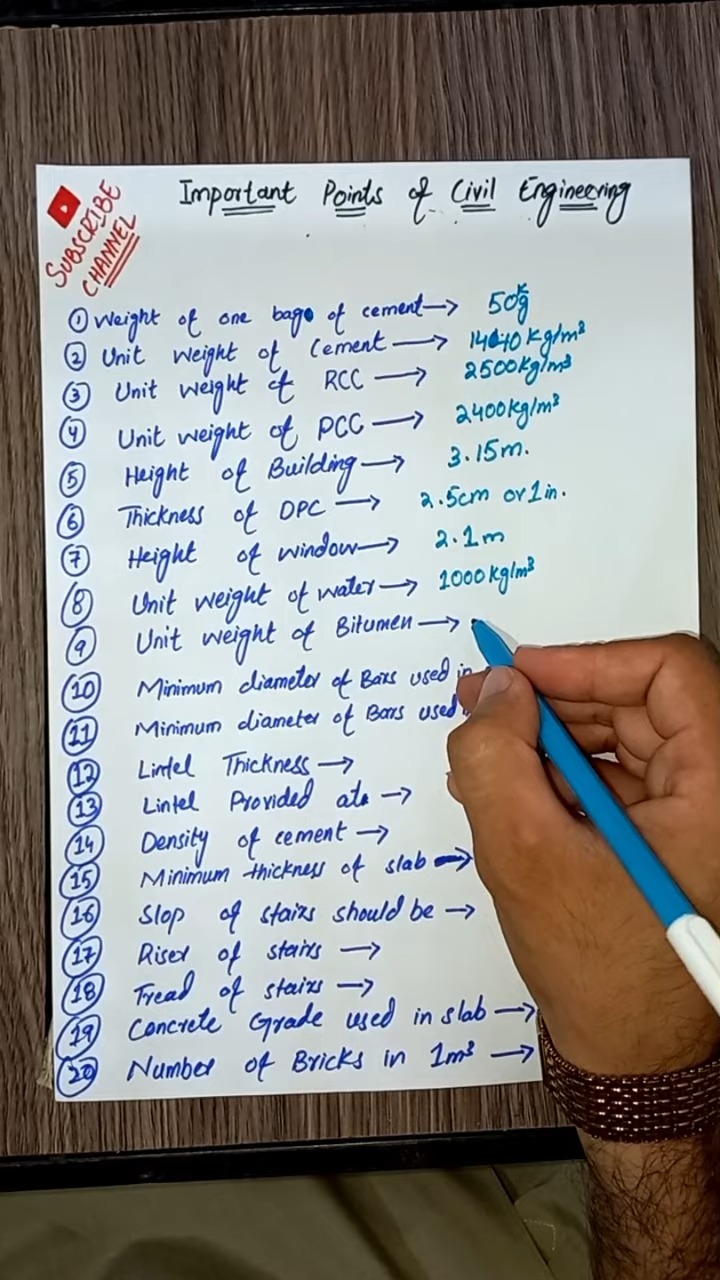 Important Points of Civil Engineering
SUBSCRIBE
CHANNEL
① Weight of one bag of cement → 50kg
② Unit Weight of Cement → 1440 kg/m³
③ Unit weight of RCC → 2500kg/m³
④ Unit weight of PCC → 2400kg/m³
⑤ Height of Building → 3.15m.
⑥ Thickness of DPC → 2.5cm or 1in.
⑦ Height of window → 2.1m
⑧ Unit weight of water → 1000kg/m³
⑨ Unit weight of Bitumen →
⑩ Minimum diameter of Bars used in
⑪ Minimum diameter of Bars used
⑫ Lintel Thickness →
⑬ Lintel Provided at →
⑭ Density of cement →
⑮ Minimum thickness of slab →
⑯ Slop of stairs should be →
⑰ Riser of stairs →
⑱ Tread of stairs →
⑲ Concrete Grade used in slab →
⑳ Number of Bricks in 1m³ →